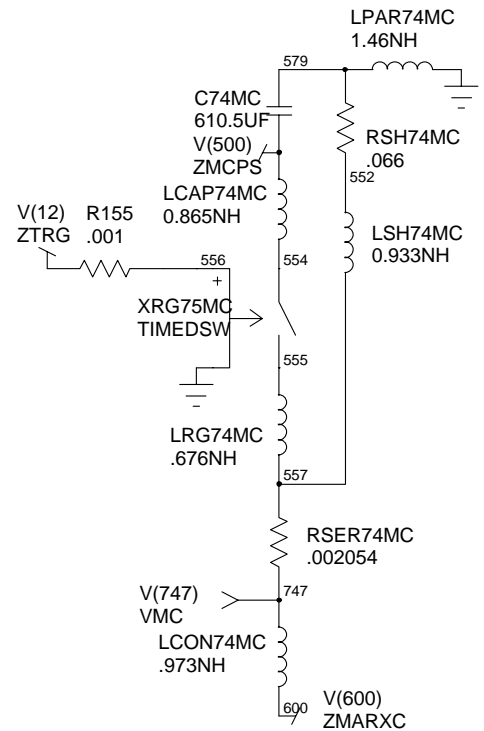 LPAR74MC
1.46NH
579
C74MC
610.5UF
RSH74MC
.066
V(500)
ZMCPS
552
LCAP74MC
0.865NH
V(12)
ZTRG
R155
.001
LSH74MC
0.933NH
556
554
+
XRG75MC
TIMEDSW
555
LRG74MC
.676NH
557
RSER74MC
.002054
V(747)
VMC
747
LCON74MC
.973NH
600
V(600)
ZMARXC